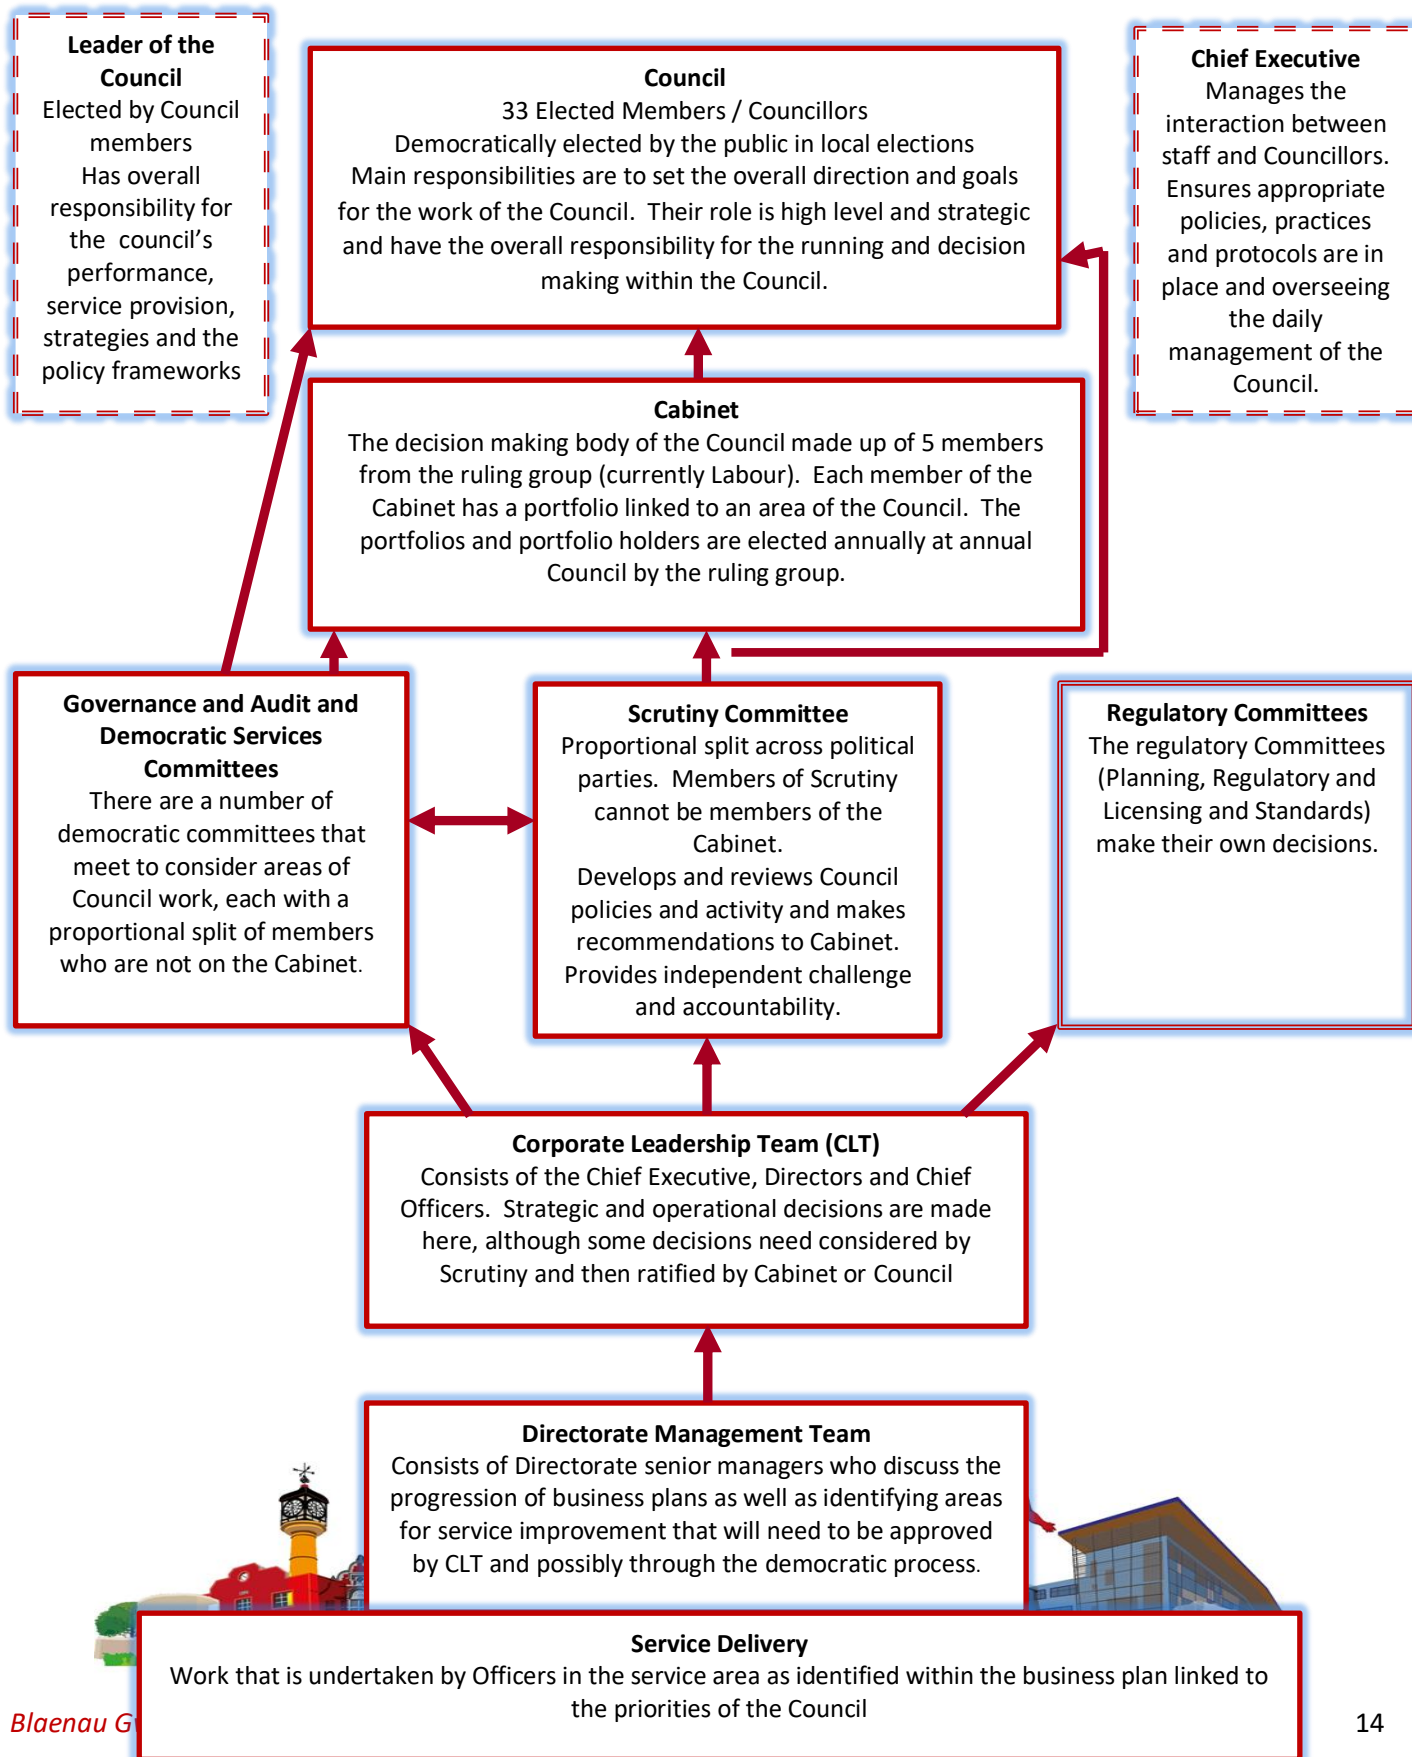 Leader of the
Council
Elected by Council
members
Has overall
responsibility for
the council’s
performance,
service provision,
strategies and the
policy frameworks
Council
33 Elected Members / Councillors
Democratically elected by the public in local elections
Main responsibilities are to set the overall direction and goals
for the work of the Council. Their role is high level and strategic
and have the overall responsibility for the running and decision
making within the Council.
Chief Executive
Manages the
interaction between
staff and Councillors.
Ensures appropriate
policies, practices
and protocols are in
place and overseeing
the daily
management of the
Council.
Cabinet
The decision making body of the Council made up of 5 members
from the ruling group (currently Labour). Each member of the
Cabinet has a portfolio linked to an area of the Council. The
portfolios and portfolio holders are elected annually at annual
Council by the ruling group.
Governance and Audit and
Democratic Services
Committees
There are a number of
democratic committees that
meet to consider areas of
Council work, each with a
proportional split of members
who are not on the Cabinet.
Scrutiny Committee
Proportional split across political
parties. Members of Scrutiny
cannot be members of the
Cabinet.
Develops and reviews Council
policies and activity and makes
recommendations to Cabinet.
Provides independent challenge
and accountability.
Regulatory Committees
The regulatory Committees
(Planning, Regulatory and
Licensing and Standards)
make their own decisions.
Corporate Leadership Team (CLT)
Consists of the Chief Executive, Directors and Chief
Officers. Strategic and operational decisions are made
here, although some decisions need considered by
Scrutiny and then ratified by Cabinet or Council
Directorate Management Team
Consists of Directorate senior managers who discuss the
progression of business plans as well as identifying areas
for service improvement that will need to be approved
by CLT and possibly through the democratic process.
Service Delivery
Work that is undertaken by Officers in the service area as identified within the business plan linked to
the priorities of the Council
Blaenau
14